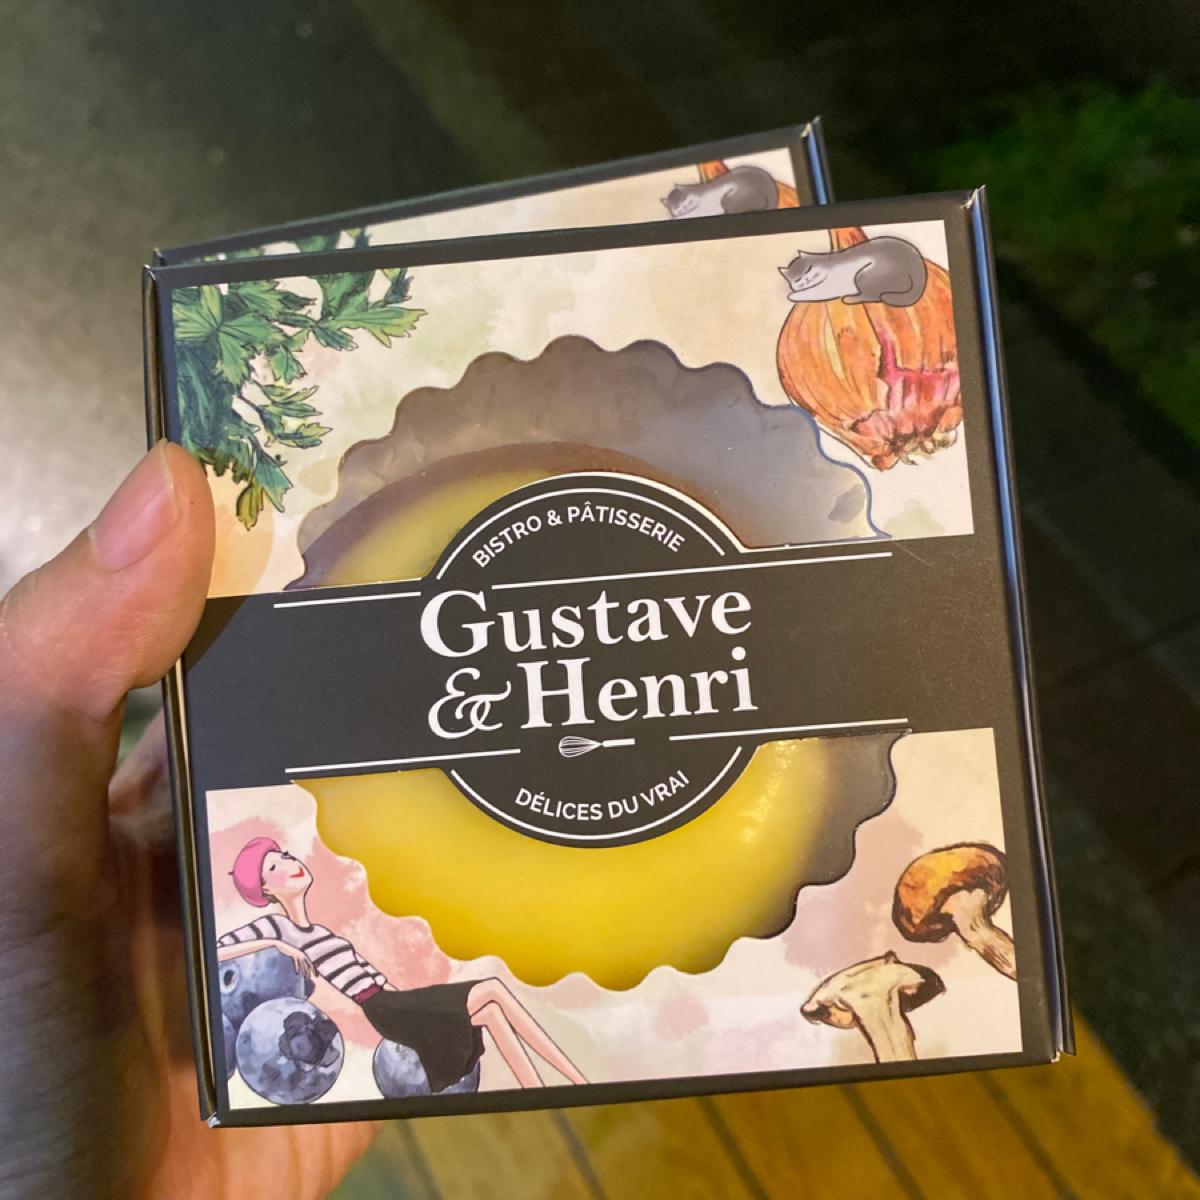 BISTRO & PÂTISSERIE
Gustave
& Henri
DÉLICES DU VRAI